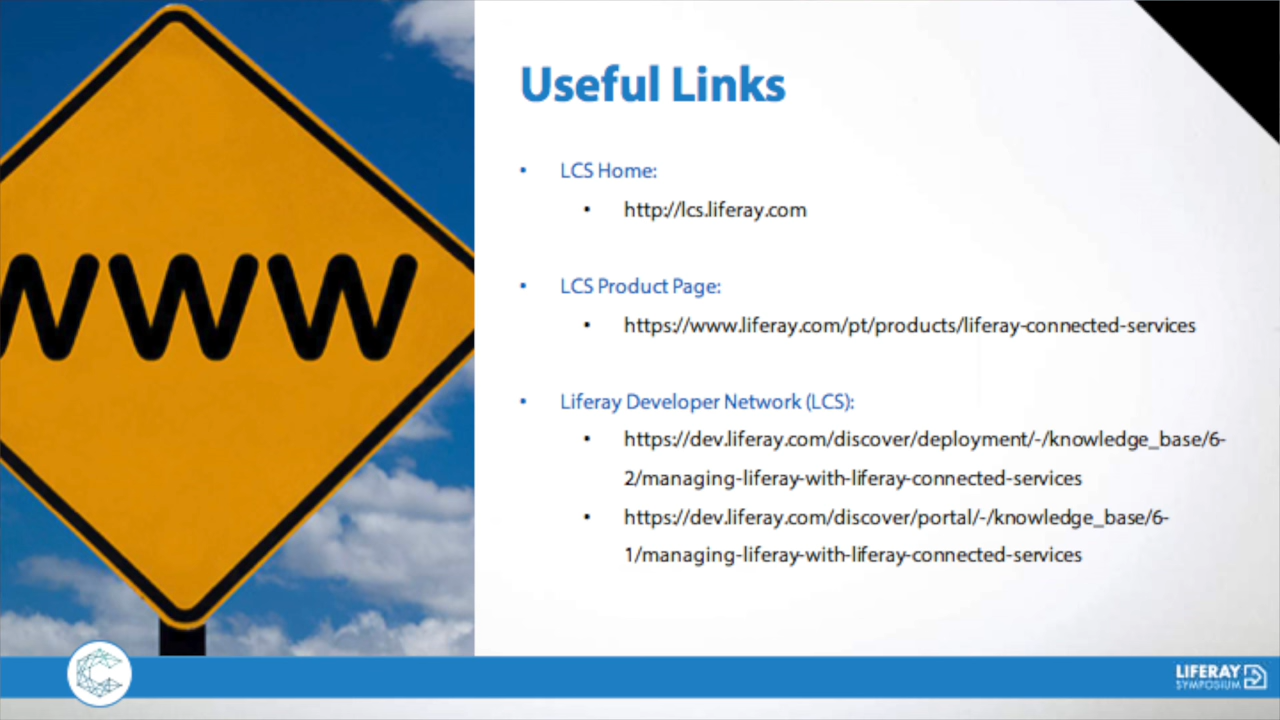 WWW
Useful Links
• LCS Home:
• http://lcs.liferay.com
• LCS Product Page:
• https://www.liferay.com/pt/products/liferay-connected-services
• Liferay Developer Network (LCS):
• https://dev.liferay.com/discover/deployment/-/knowledge_base/6-
2/managing-liferay-with-liferay-connected-services
• https://dev.liferay.com/discover/portal/-/knowledge_base/6-
1/managing-liferay-with-liferay-connected-services
LIFERAY
SYMPOSIUM